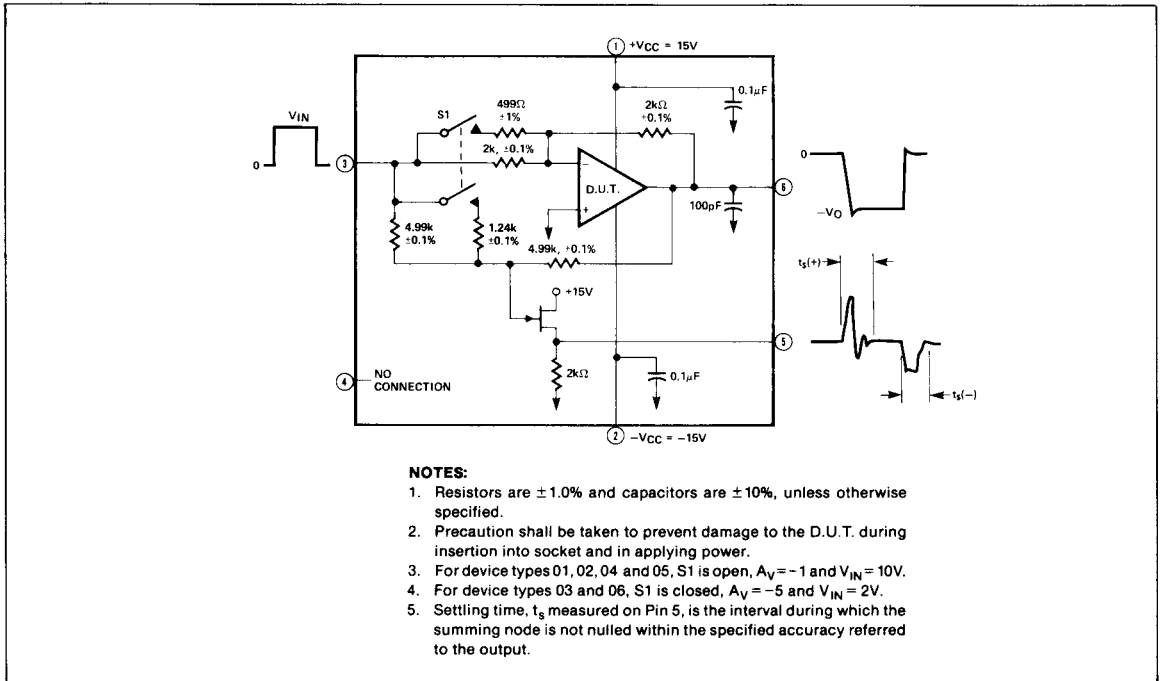 1 +VCC = 15V
0.1µF
S1
499Ω
±1%
2kΩ
±0.1%
VIN
0
3
2k, ±0.1%
−
D.U.T.
+
6
100pF
0
−VO
4.99k
±0.1%
1.24k
±0.1%
4.99k, ±0.1%
ts(+)
+15V
5
2kΩ
0.1µF
4
NO
CONNECTION
ts(−)
2 −VCC = −15V
NOTES:
1. Resistors are ±1.0% and capacitors are ±10%, unless otherwise
specified.
2. Precaution shall be taken to prevent damage to the D.U.T. during
insertion into socket and in applying power.
3. For device types 01, 02, 04 and 05, S1 is open, AV = −1 and VIN = 10V.
4. For device types 03 and 06, S1 is closed, AV = −5 and VIN = 2V.
5. Settling time, ts measured on Pin 5, is the interval during which the
summing node is not nulled within the specified accuracy referred
to the output.